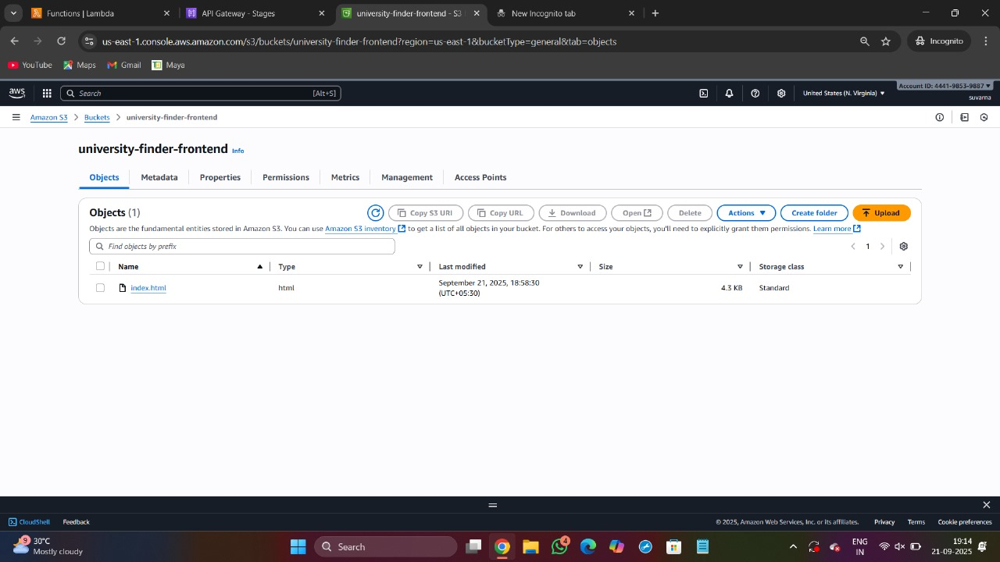 Functions | Lambda
API Gateway - Stages
university-finder-frontend - S3
New Incognito tab
us-east-1.console.aws.amazon.com/s3/buckets/university-finder-frontend?region=us-east-1&bucketType=general&tab=objects
Incognito
YouTube
Maps
Gmail
Maya
aws
Search
[Alt+S]
United States (N. Virginia)
Account ID: 4441-9853-9887
suvarna
Amazon S3
Buckets
university-finder-frontend
university-finder-frontend Info
Objects
Metadata
Properties
Permissions
Metrics
Management
Access Points
Objects (1)
Copy S3 URI
Copy URL
Download
Open
Delete
Actions
Create folder
Upload
Objects are the fundamental entities stored in Amazon S3. You can use Amazon S3 inventory to get a list of all objects in your bucket. For others to access your objects, you'll need to explicitly grant them permissions. Learn more
Find objects by prefix
1
Name
Type
Last modified
Size
Storage class
index.html
html
September 21, 2025, 18:58:30
(UTC+05:30)
4.3 KB
Standard
CloudShell
Feedback
© 2025, Amazon Web Services, Inc. or its affiliates.
Privacy
Terms
Cookie preferences
9
30°C
Mostly cloudy
Search
4
ENG
IN
19:14
21-09-2025